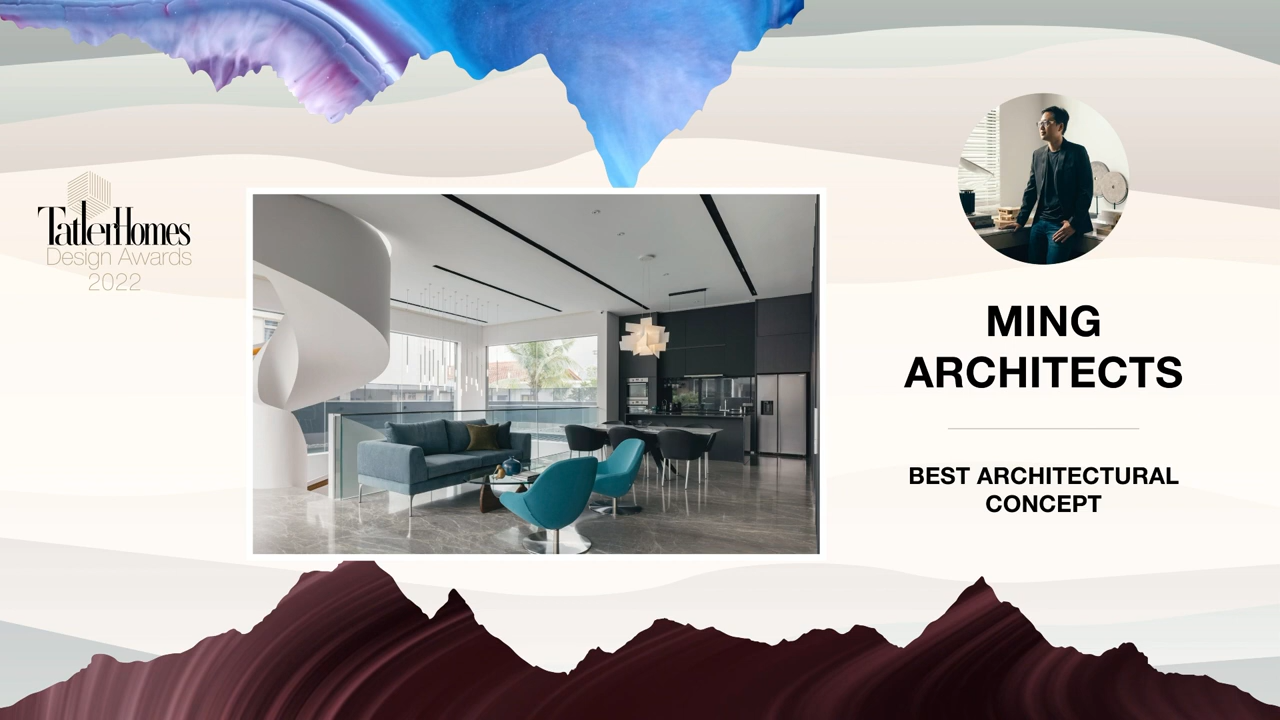 TatlerHomes
Design Awards
2022
MING
ARCHITECTS
BEST ARCHITECTURAL
CONCEPT